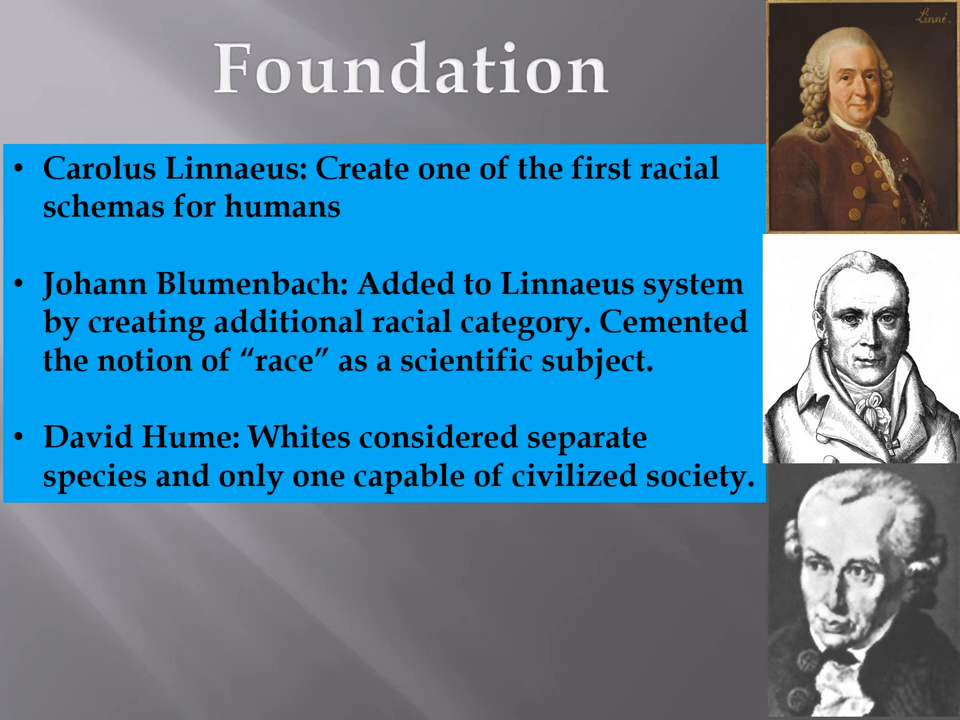 Foundation
Linné.
• Carolus Linnaeus: Create one of the first racial
schemas for humans
• Johann Blumenbach: Added to Linnaeus system
by creating additional racial category. Cemented
the notion of “race” as a scientific subject.
• David Hume: Whites considered separate
species and only one capable of civilized society.